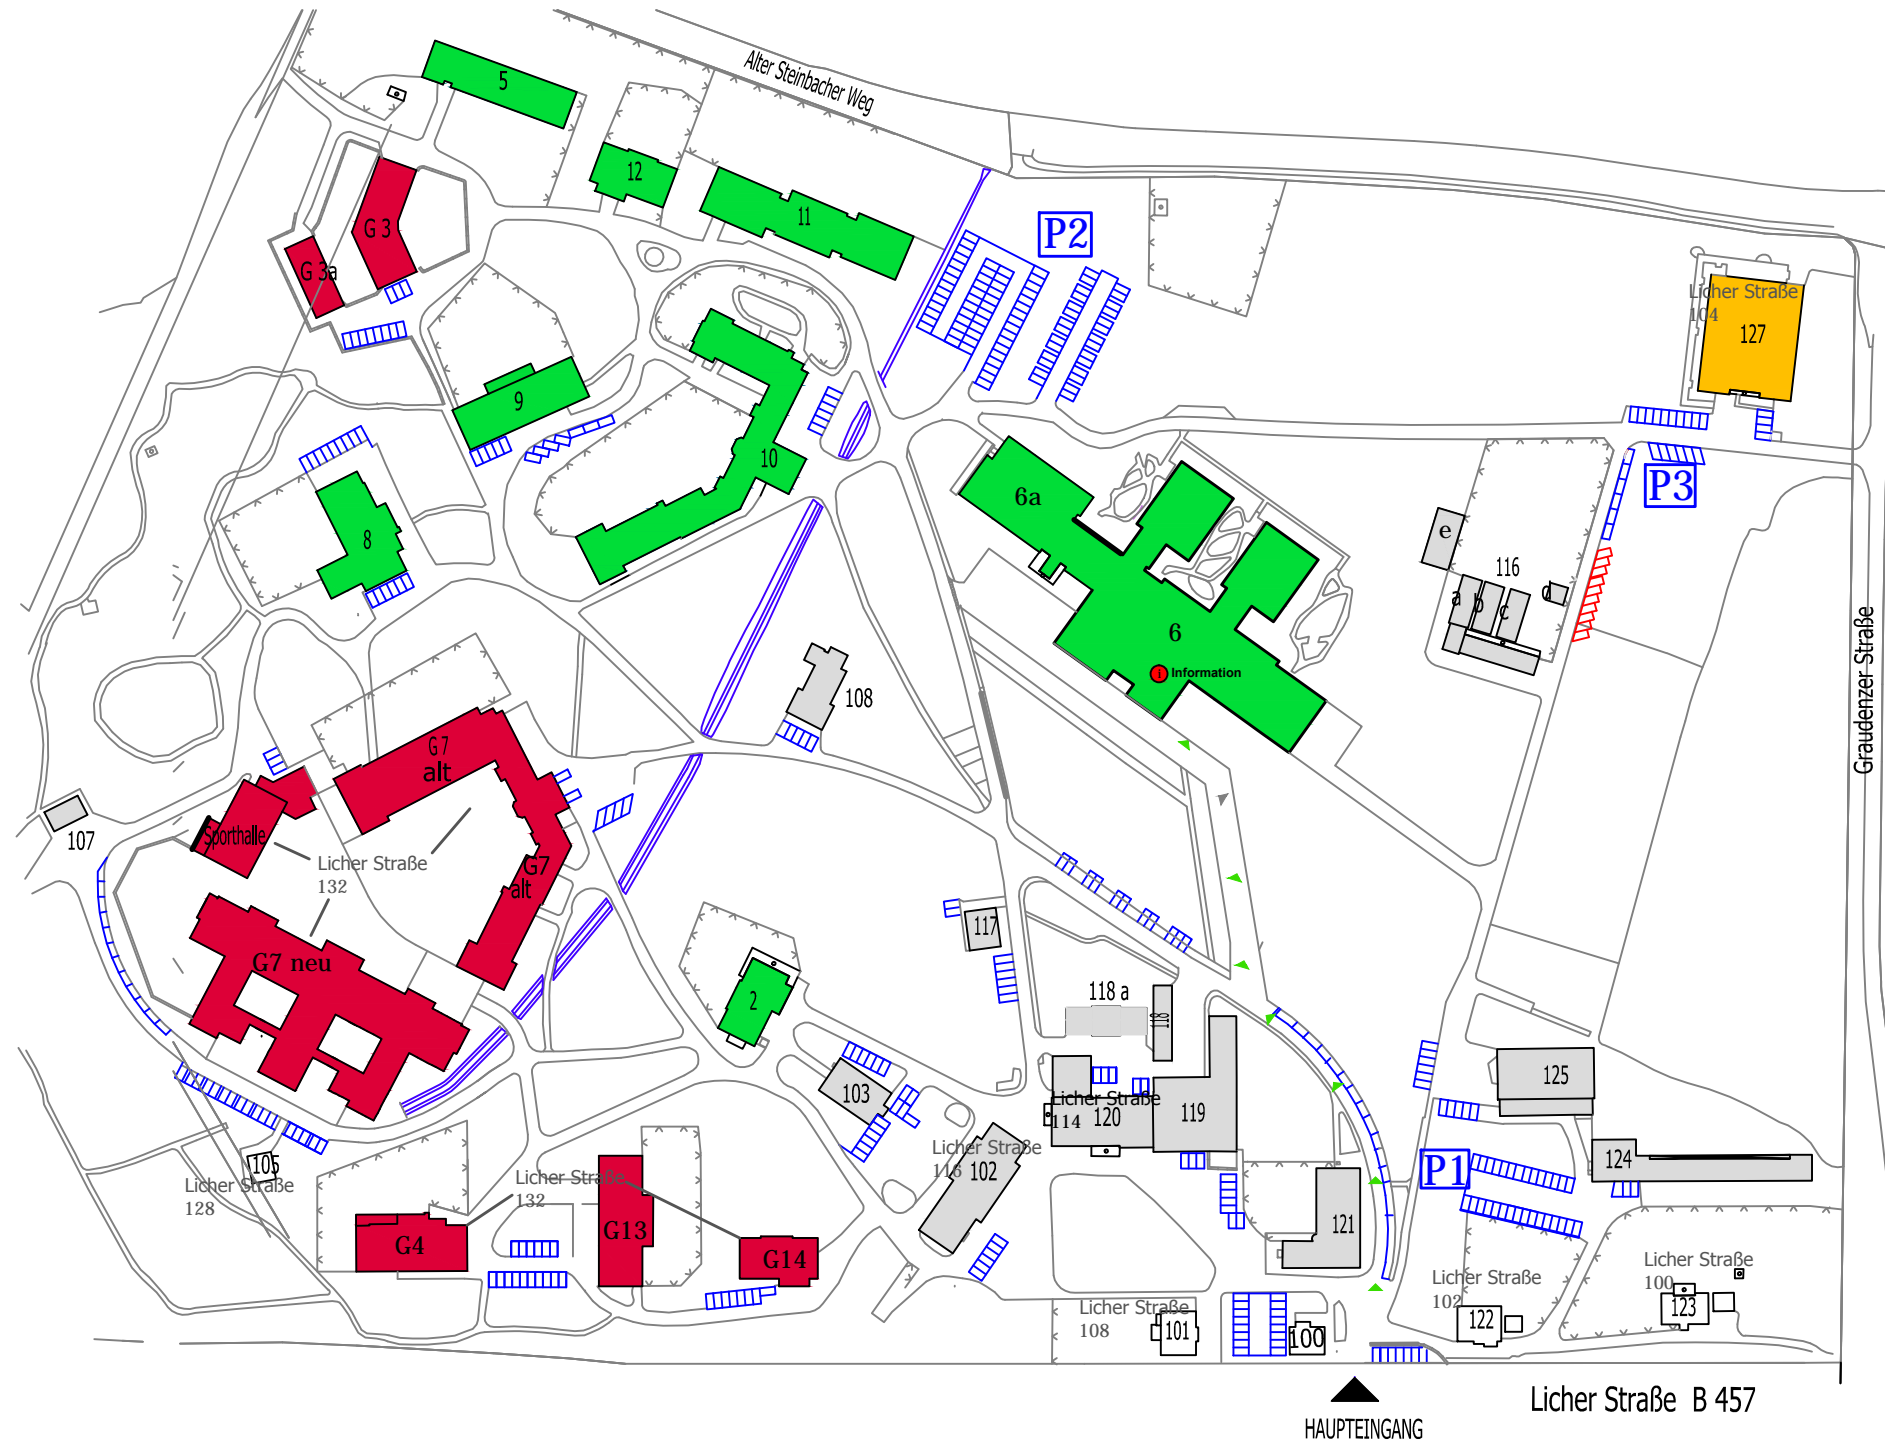 Alter Steinbacher Weg
5
12
11
P2
G 3
G 3a
Licher Straße
104
127
9
10
6a
P3
8
e
116
a
b
c
d
6
Information
Graudenzer Straße
108
G 7
alt
107
Sporthalle
Licher Straße
132
G7
alt
117
G7 neu
2
118 a
118
103
125
Licher Straße
114
120
119
Licher Straße
116
102
124
P1
105
Licher Straße
128
Licher Straße
132
G4
G13
G14
121
Licher Straße
102
Licher Straße
100
Licher Straße
108
101
100
122
123
Licher Straße B 457
HAUPTEINGANG